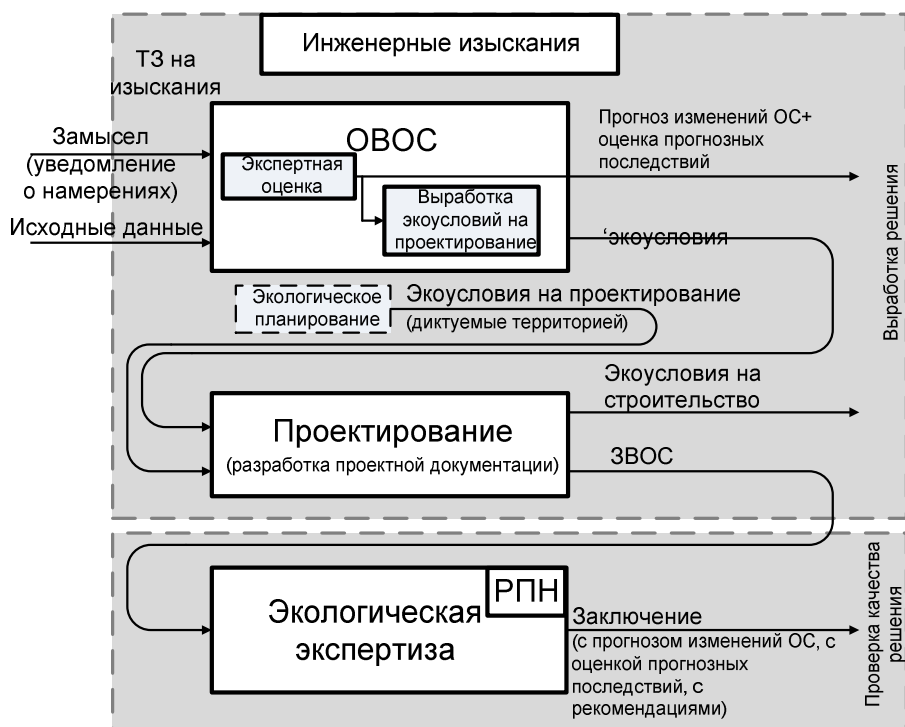 Инженерные изыскания
ТЗ на
изыскания
Замысел
(уведомление
о намерениях)
Исходные данные
ОВОС
Экспертная
оценка
Выработка
экоусловий на
проектирование
Прогноз изменений ОС+
оценка прогнозных
последствий
‘экоусловия
Выработка решения
Экологическое
планирование
Экоусловия на проектирование
(диктуемые территорией)
Экоусловия на
строительство
Проектирование
(разработка проектной документации)
ЗВОС
РПН
Экологическая
экспертиза
Заключение
(с прогнозом изменений ОС, с
оценкой прогнозных
последствий, с
рекомендациями)
Проверка качества
решения